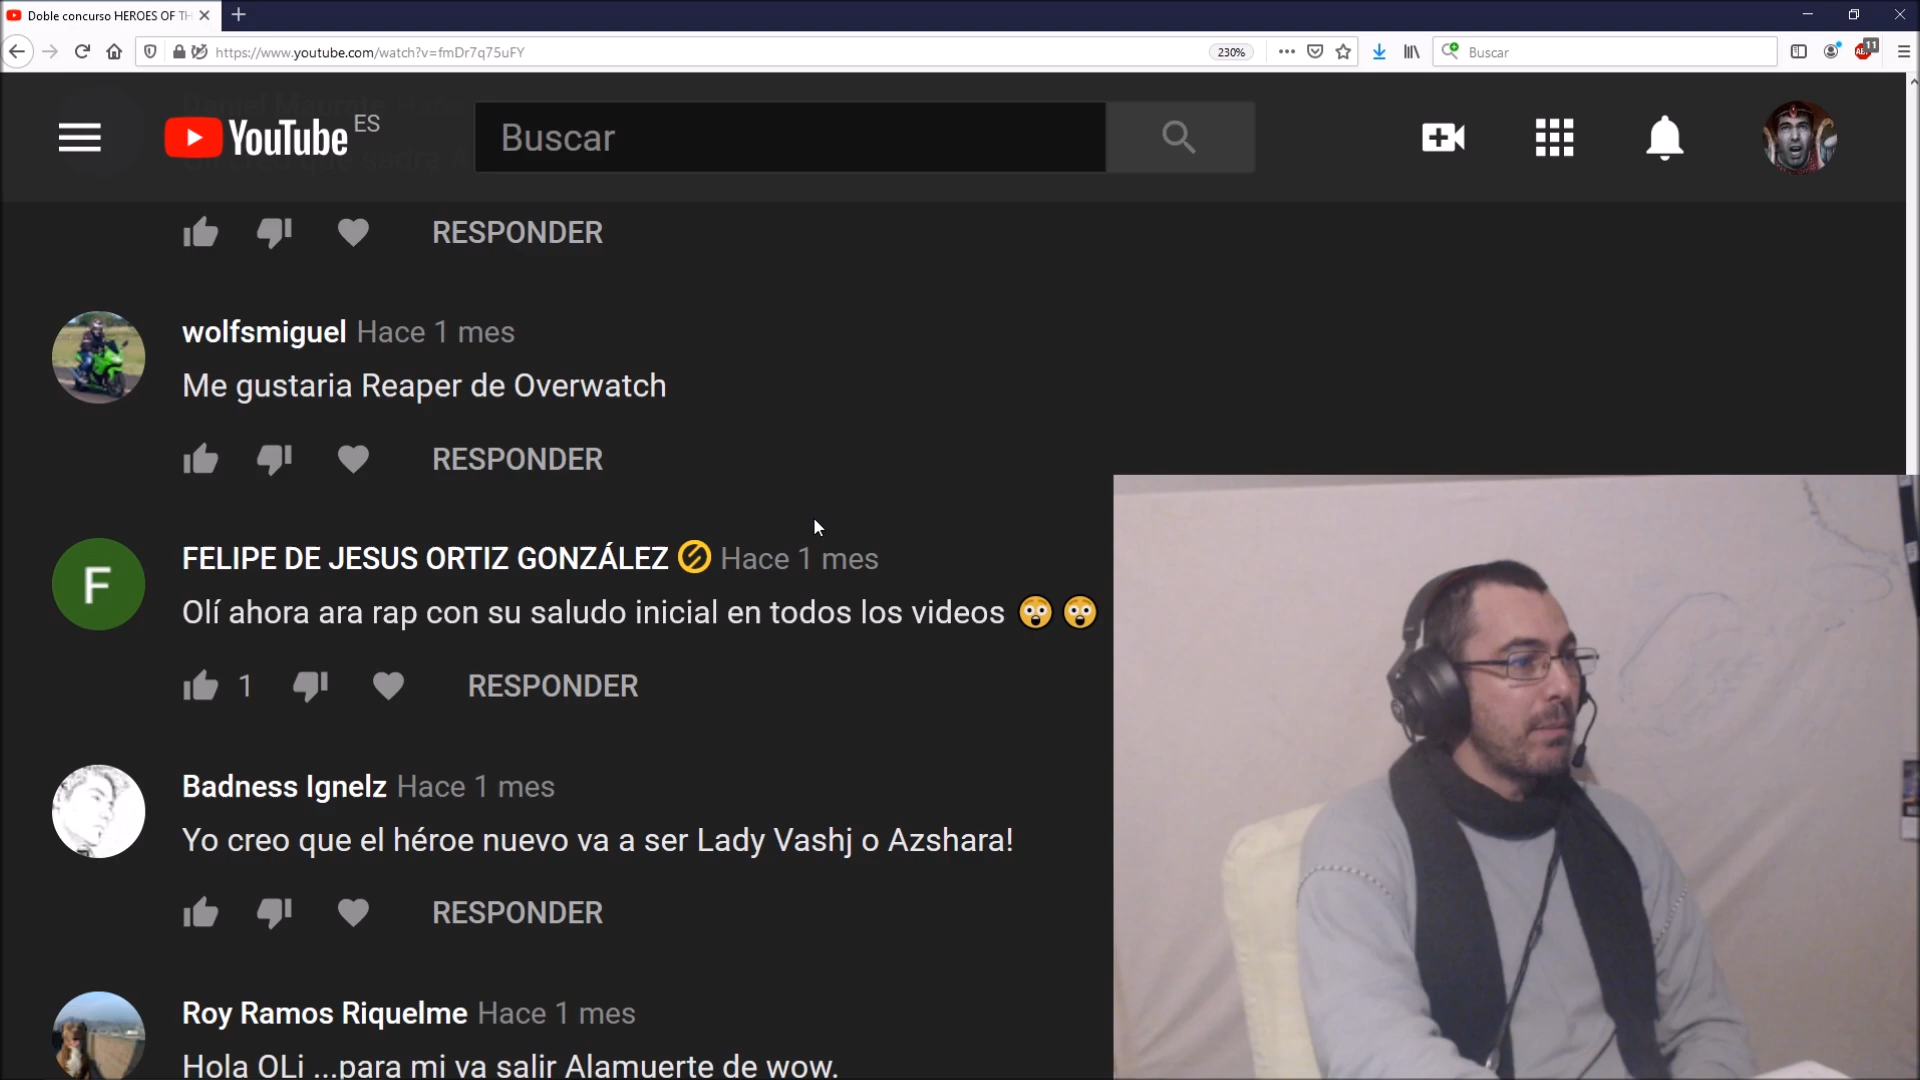 Doble concurso HEROES OF TH
https://www.youtube.com/watch?v=fmDr7q75uFY
230%
Buscar
11
YouTube ES
Buscar
RESPONDER
wolfsmiguel Hace 1 mes
Me gustaria Reaper de Overwatch
RESPONDER
FELIPE DE JESUS ORTIZ GONZÁLEZ Hace 1 mes
Olí ahora ara rap con su saludo inicial en todos los videos
1 RESPONDER
F
Badness Ignelz Hace 1 mes
Yo creo que el héroe nuevo va a ser Lady Vashj o Azshara!
RESPONDER
Roy Ramos Riquelme Hace 1 mes
Hola OLi ...para mi va salir Alamuerte de wow.